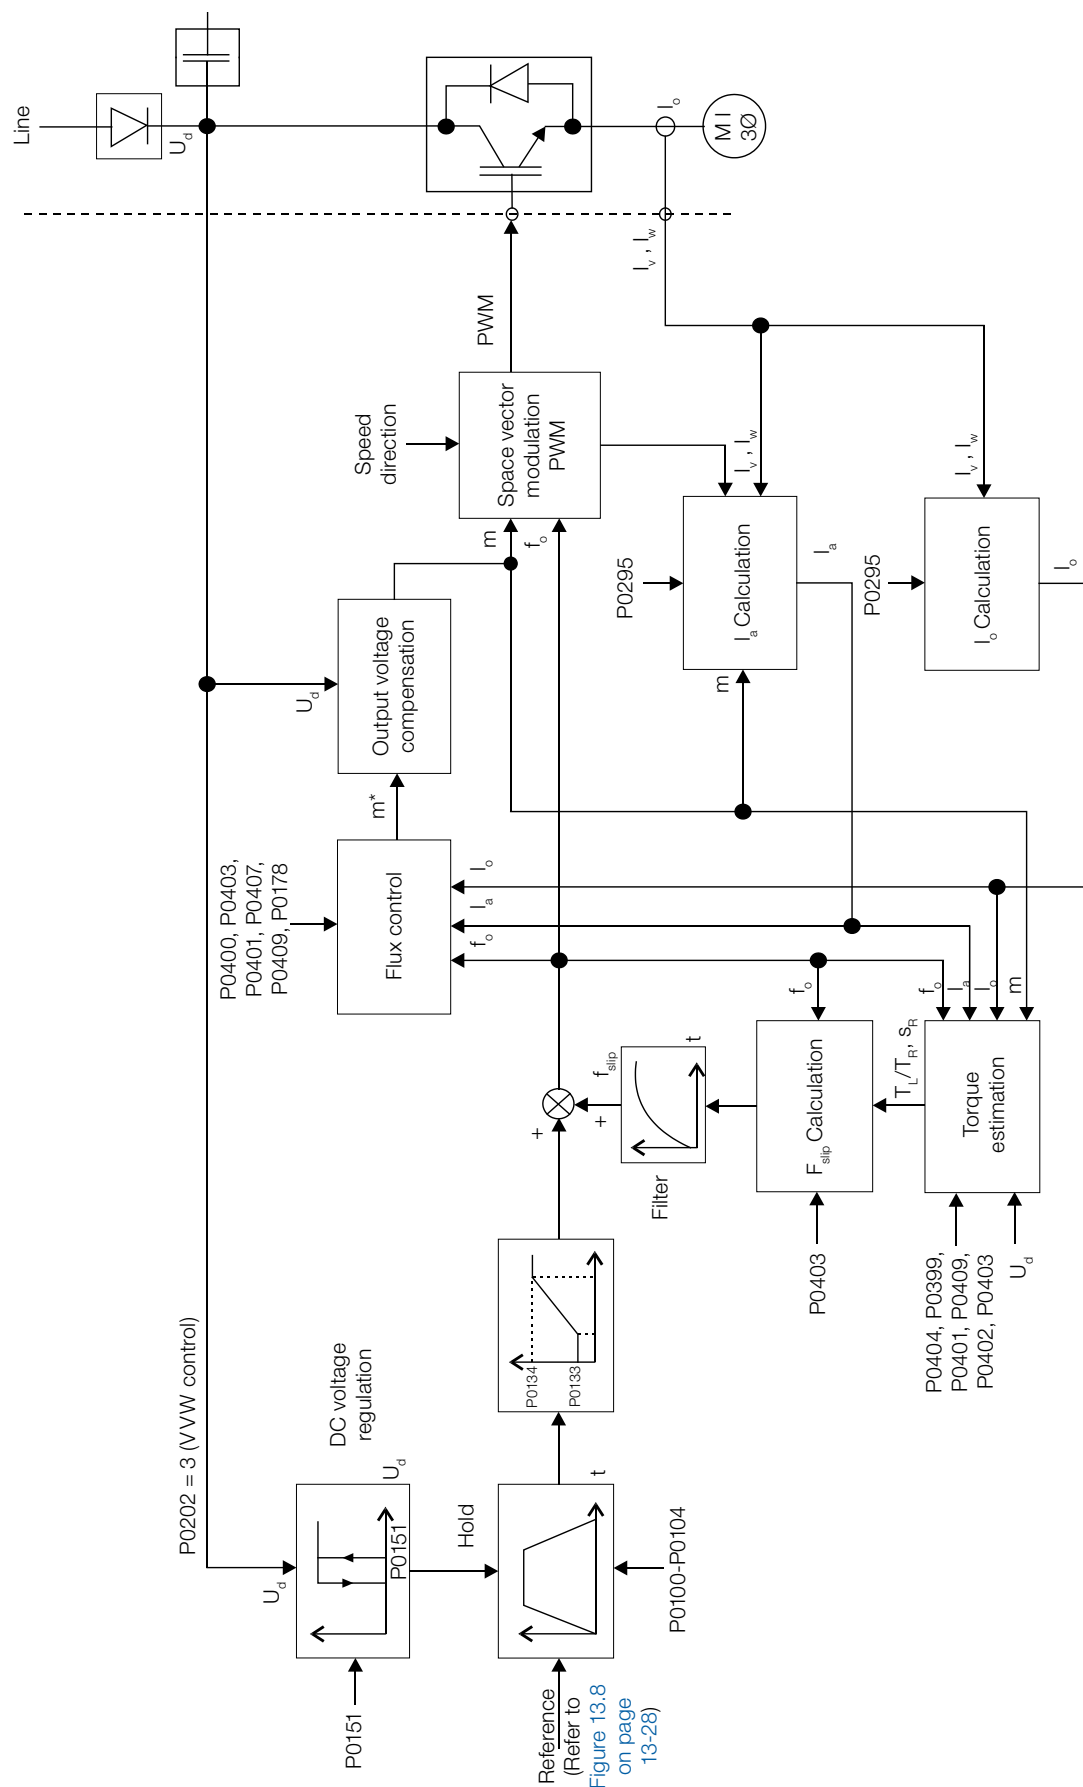 P0202 = 3 (VVW control)
Line
U_d
U_d
DC voltage
regulation
P0151
U_d
P0151
Hold
Reference
(Refer to
Figure 13.8
on page
13-28)
t
P0100-P0104
P0134
P0133
+
+
f_slip
Filter
t
P0400, P0403,
P0401, P0407,
P0409, P0178
Flux control
f_o
I_a
I_o
m*
U_d
Output voltage
compensation
m
f_o
Speed
direction
Space vector
modulation
PWM
PWM
I_v , I_w
I_o
MI
3Ø
P0403
F_slip Calculation
f_o
T_L/T_R, s_R
P0404, P0399,
P0401, P0409,
P0402, P0403
U_d
Torque
estimation
f_o
I_a
I_o
m
P0295
m
I_a Calculation
I_v , I_w
I_a
P0295
I_o Calculation
I_v , I_w
I_o